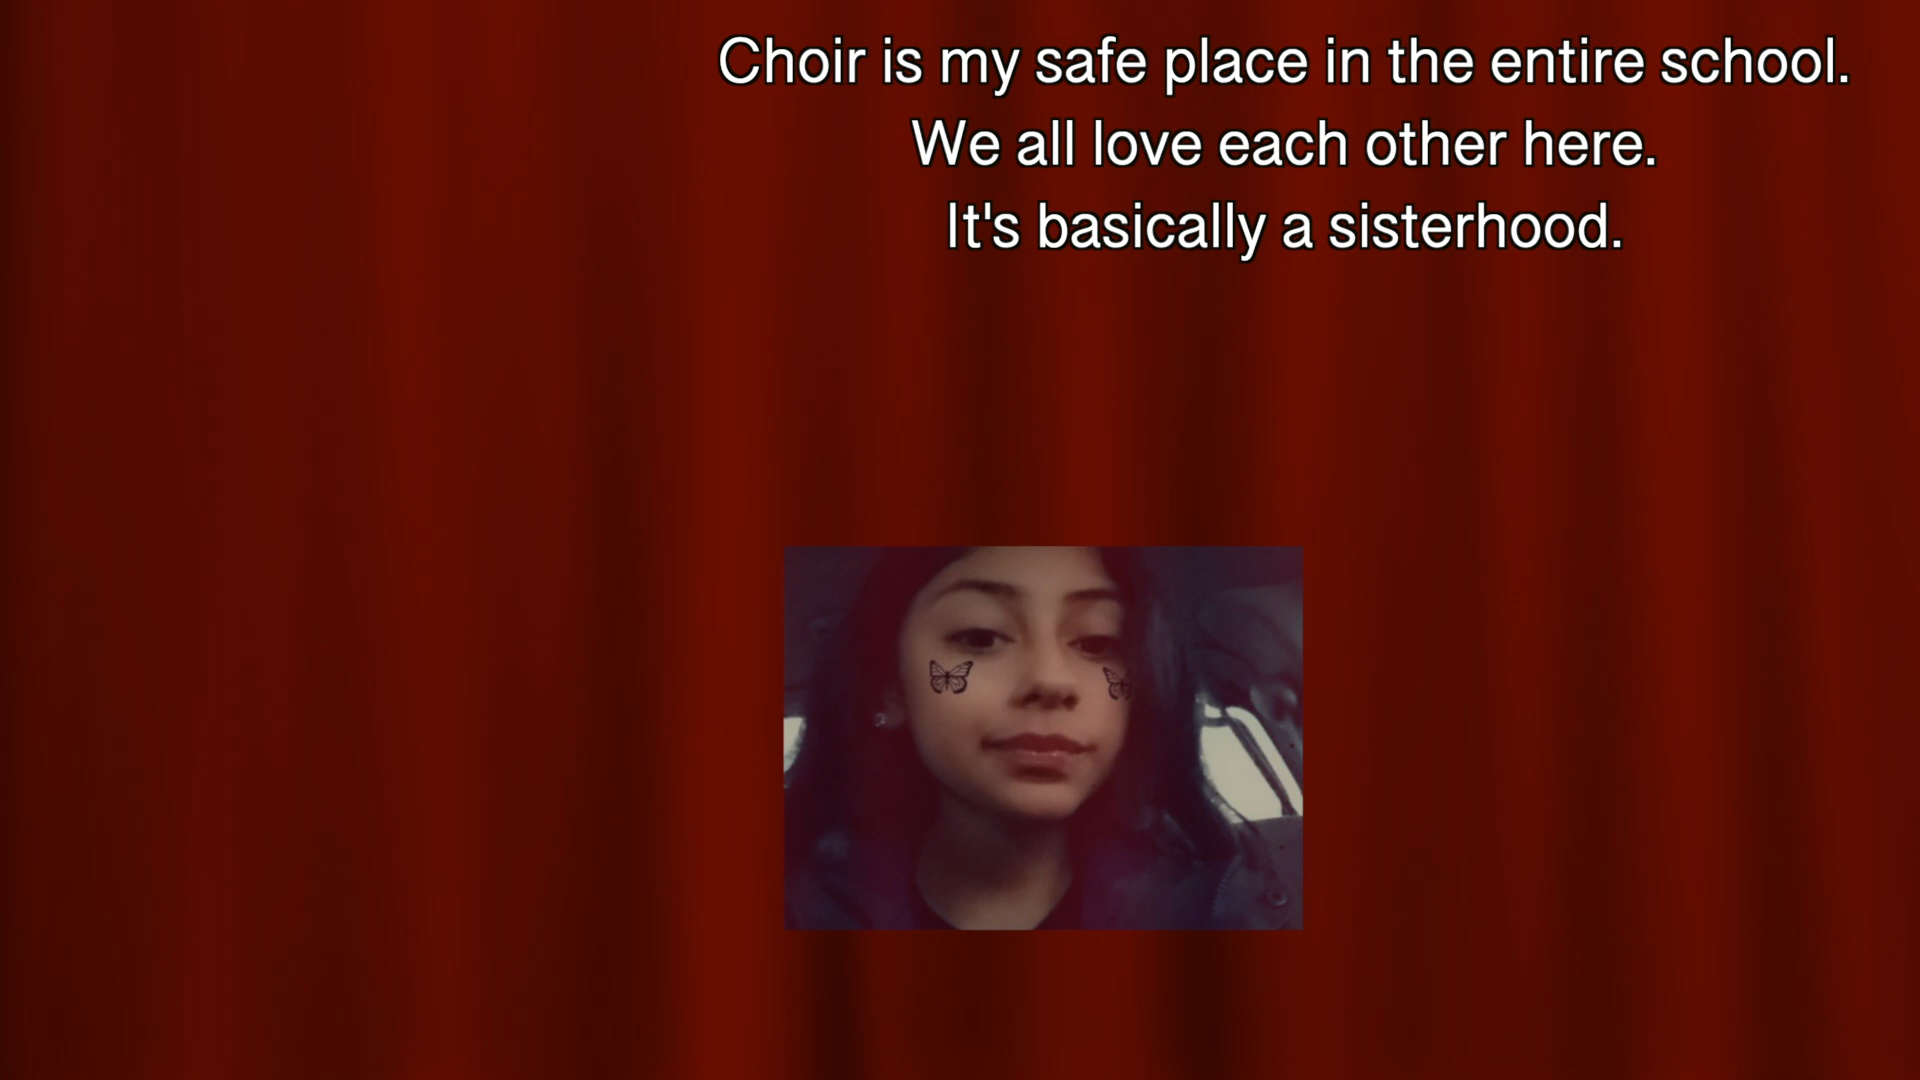 Choir is my safe place in the entire school.
We all love each other here.
It's basically a sisterhood.